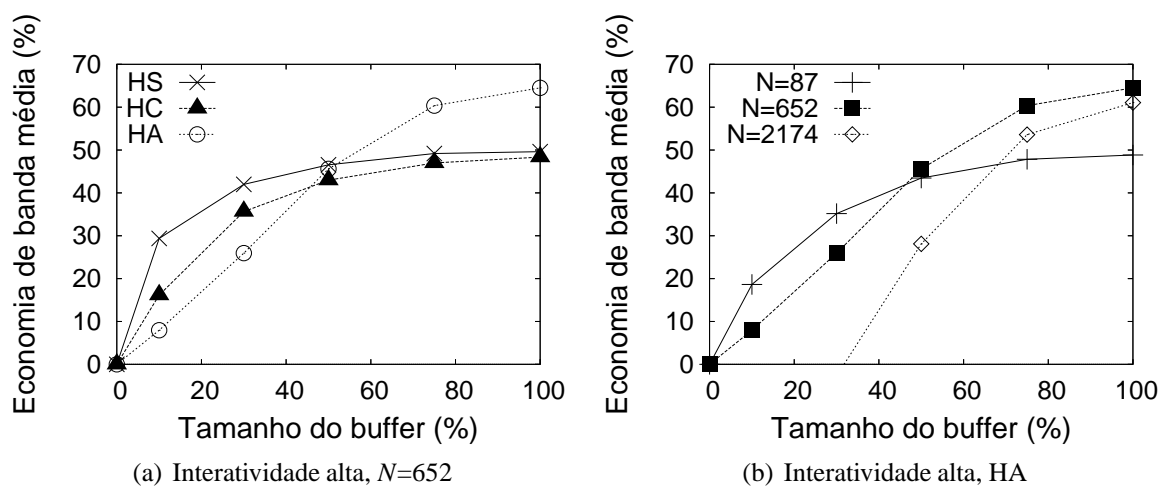 Economia de banda média (%)
70
60
50
40
30
20
10
0
HS
HC
HA
0 20 40 60 80 100
Tamanho do buffer (%)
(a) Interatividade alta, N=652
Economia de banda média (%)
70
60
50
40
30
20
10
0
N=87
N=652
N=2174
0 20 40 60 80 100
Tamanho do buffer (%)
(b) Interatividade alta, HA